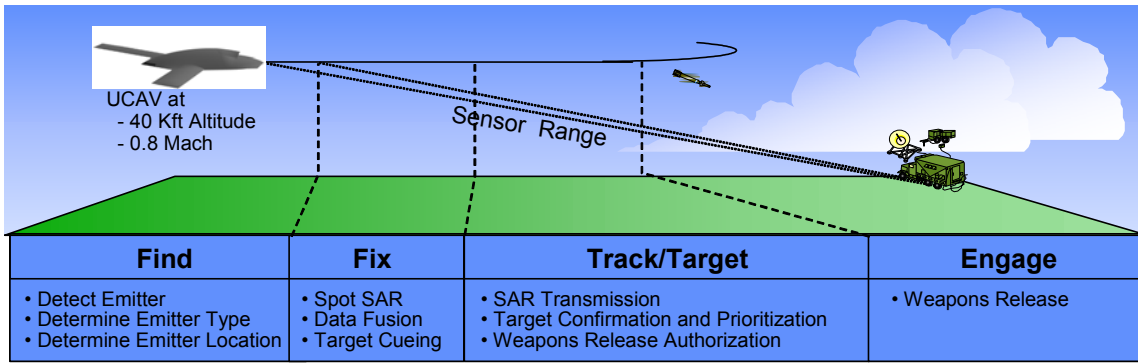 UCAV at
- 40 Kft Altitude
- 0.8 Mach
Sensor Range
Find
Fix
Track/Target
Engage
• Detect Emitter
• Determine Emitter Type
• Determine Emitter Location
• Spot SAR
• Data Fusion
• Target Cueing
• SAR Transmission
• Target Confirmation and Prioritization
• Weapons Release Authorization
• Weapons Release